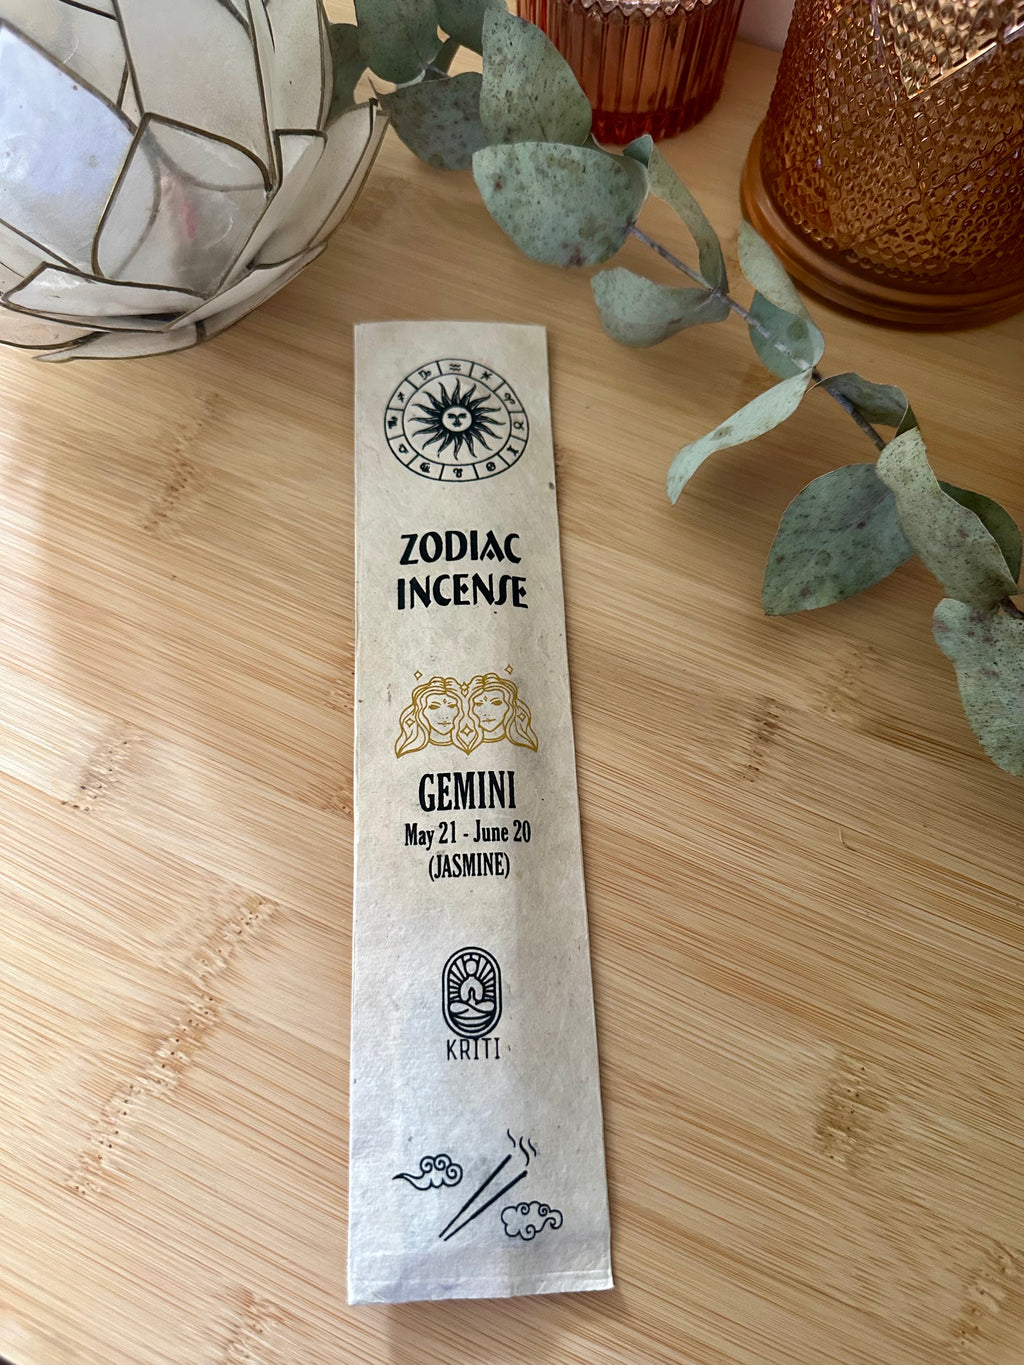 ZODIAC
INCENSE
GEMINI
May 21 - June 20
(JASMINE)
KRITI